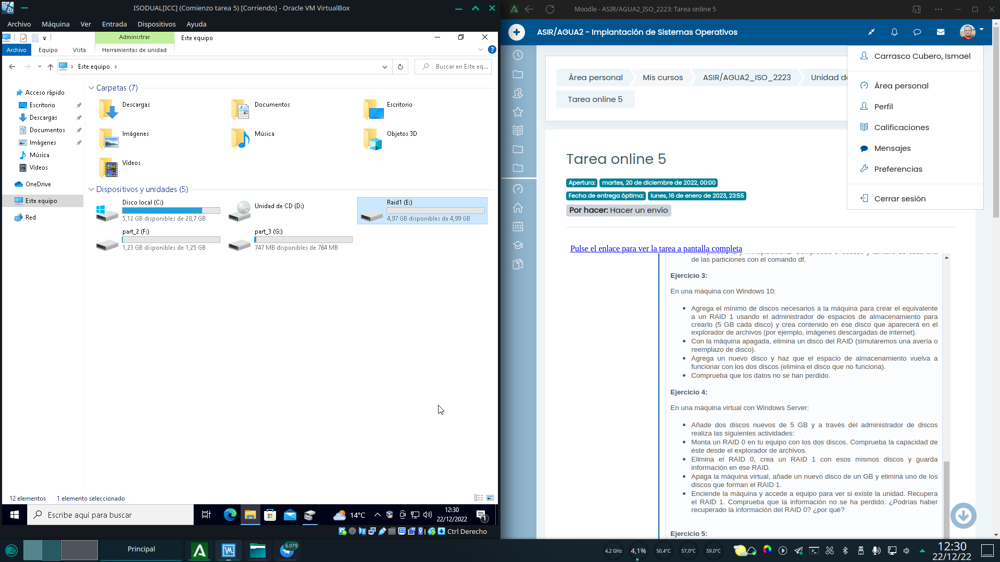 ISODUAL[ICC] (Comienzo tarea 5) [Corriendo] - Oracle VM VirtualBox
Archivo Máquina Ver Entrada Dispositivos Ayuda
Administrar Este equipo
Archivo Equipo Vista Herramientas de unidad
Este equipo
Buscar en Este eq...
Acceso rápido
Escritorio
Descargas
Documentos
Imágenes
Música
Vídeos
OneDrive
Este equipo
Red
Carpetas (7)
Descargas
Documentos
Escritorio
Imágenes
Música
Objetos 3D
Vídeos
Dispositivos y unidades (5)
Disco local (C:)
5,12 GB disponibles de 28,7 GB
Unidad de CD (D:)
Raid1 (E:)
4,97 GB disponibles de 4,99 GB
part_2 (F:)
1,23 GB disponibles de 1,25 GB
part_3 (G:)
747 MB disponibles de 764 MB
12 elementos 1 elemento seleccionado
Escribe aquí para buscar
14°C
12:30
22/12/2022
1
Ctrl Derecho
Moodle - ASIR/AGUA2_ISO_2223: Tarea online 5
ASIR/AGUA2 - Implantación de Sistemas Operativos
Carrasco Cubero, Ismael
Área personal
Perfil
Calificaciones
Mensajes
Preferencias
Cerrar sesión
Área personal Mis cursos ASIR/AGUA2_ISO_2223 Unidad de
Tarea online 5
Tarea online 5
Apertura: martes, 20 de diciembre de 2022, 00:00
Fecha de entrega óptima: lunes, 16 de enero de 2023, 23:55
Por hacer: Hacer un envío
Pulse el enlace para ver la tarea a pantalla completa
de las particiones con el comando df.
Ejercicio 3:
En una máquina con Windows 10:
Agrega el mínimo de discos necesarios a la máquina para crear el equivalente
a un RAID 1 usando el administrador de espacios de almacenamiento para
crearlo (5 GB cada disco) y crea contenido en ese disco que aparecerá en el
explorador de archivos (por ejemplo, imágenes descargadas de internet).
Con la máquina apagada, elimina un disco del RAID (simularemos una avería o
reemplazo de disco).
Agrega un nuevo disco y haz que el espacio de almacenamiento vuelva a
funcionar con los dos discos (elimina el disco que no funciona).
Comprueba que los datos no se han perdido.
Ejercicio 4:
En una máquina virtual con Windows Server:
Añade dos discos nuevos de 5 GB y a través del administrador de discos
realiza las siguientes actividades:
Monta un RAID 0 en tu equipo con los dos discos. Comprueba la capacidad de
éste desde el explorador de archivos.
Elimina el RAID 0, crea un RAID 1 con esos mismos discos y guarda
información en ese RAID.
Apaga la máquina virtual, añade un nuevo disco de un GB y elimina uno de los
discos que forman el RAID 1.
Enciende la máquina y accede a equipo para ver si existe la unidad. Recupera
el RAID 1. Comprueba que la información no se ha perdido. ¿Podrías haber
recuperado la información del RAID 0? ¿por qué?
Ejercicio 5:
Principal
6.079
4,2 GHz 4,1% 50,4°C 57,0°C 59,0°C
12:30
22/12/22